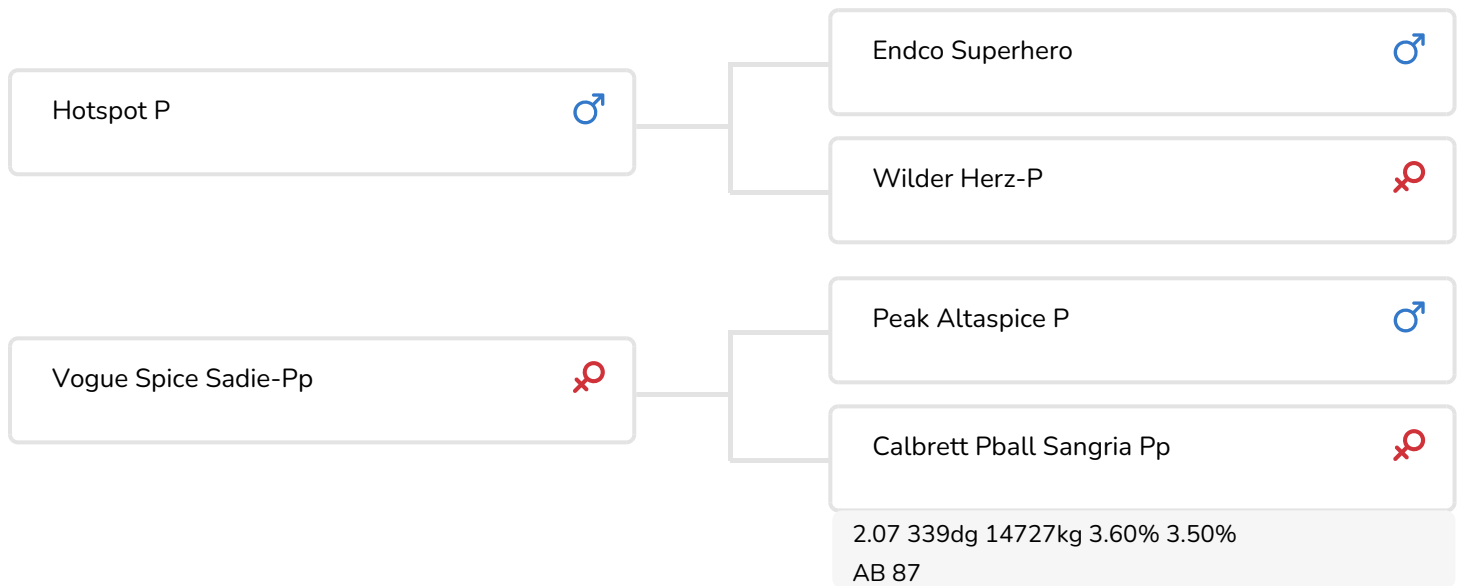 Hotspot P
Endco Superhero
Wilder Herz-P
Vogue Spice Sadie-Pp
Peak Altaspice P
Calbrett Pball Sangria Pp
2.07 339dg 14727kg 3.60% 3.50%
AB 87